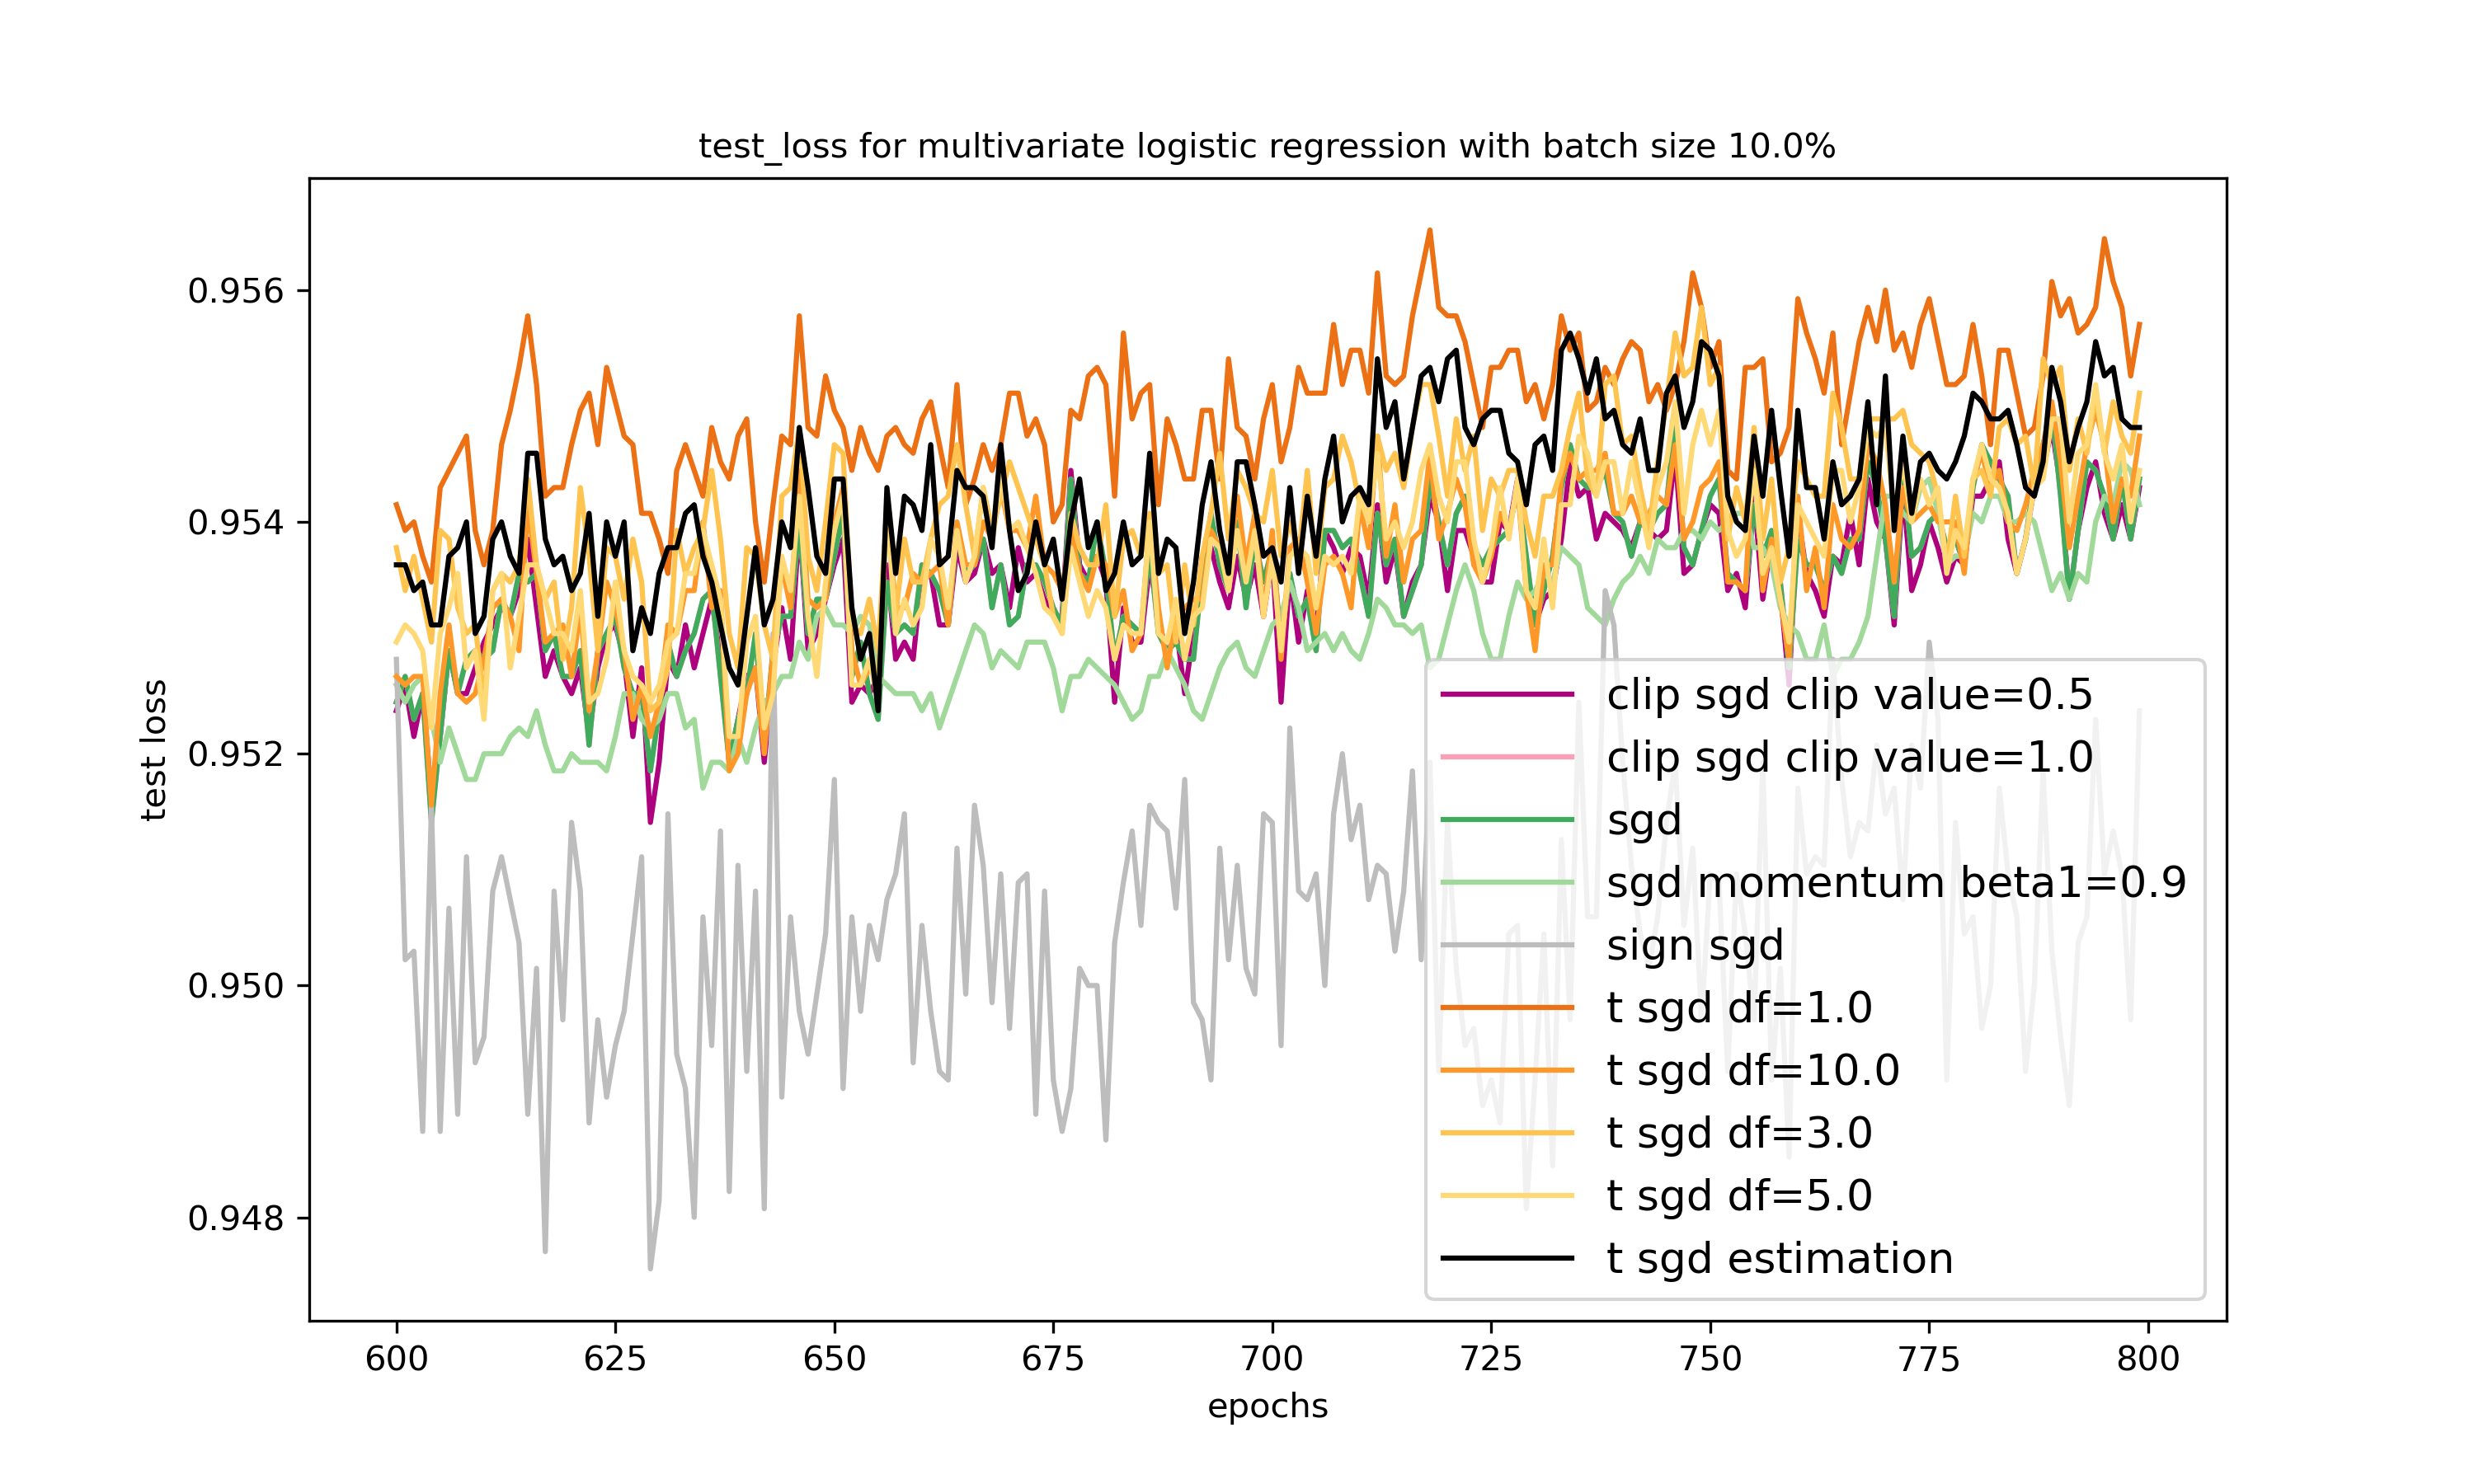 test_loss for multivariate logistic regression with batch size 10.0%
0.956
0.954
0.952
0.950
0.948
test loss
clip sgd clip value=0.5
clip sgd clip value=1.0
sgd
sgd momentum beta1=0.9
sign sgd
t sgd df=1.0
t sgd df=10.0
t sgd df=3.0
t sgd df=5.0
t sgd estimation
600 625 650 675 700 725 750 775 800
epochs